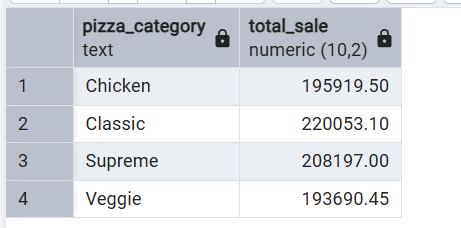 pizza_category total_sale
text numeric (10,2)
1 Chicken 195919.50
2 Classic 220053.10
3 Supreme 208197.00
4 Veggie 193690.45